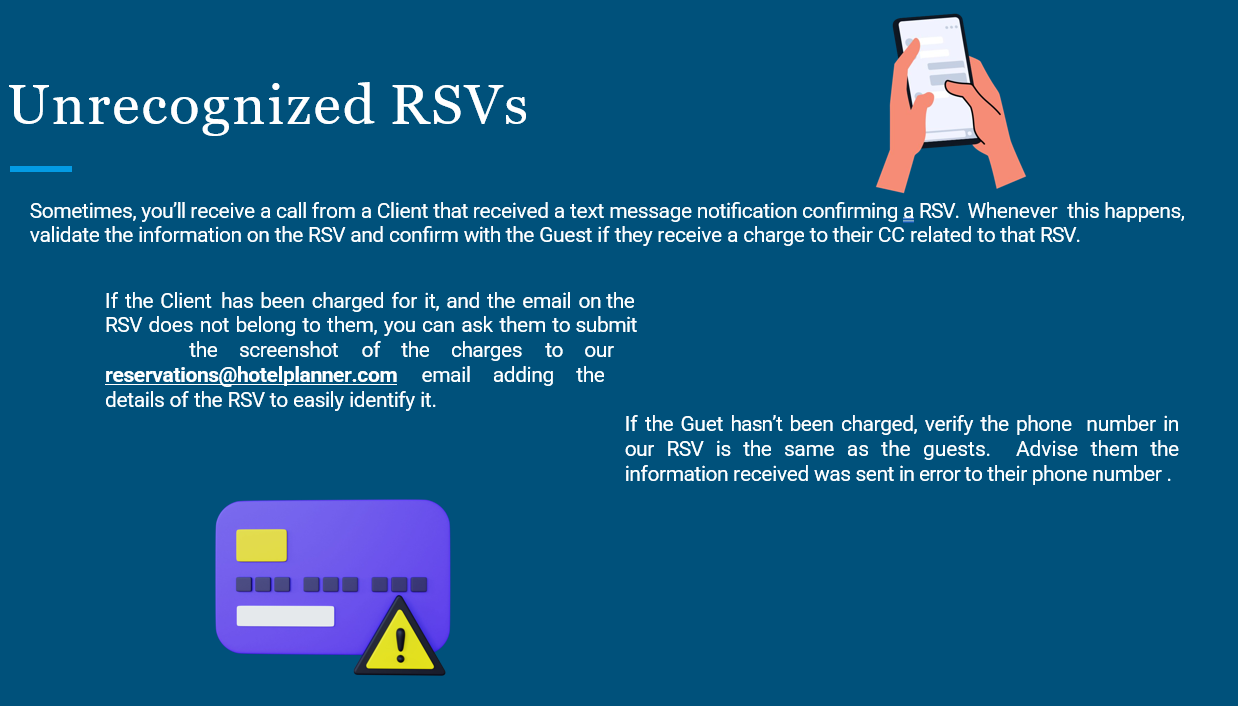 Unrecognized RSVs
Sometimes, you’ll receive a call from a Client that received a text message notification confirming a RSV. Whenever this happens,
validate the information on the RSV and confirm with the Guest if they receive a charge to their CC related to that RSV.
If the Client has been charged for it, and the email on the
RSV does not belong to them, you can ask them to submit
the screenshot of the charges to our
reservations@hotelplanner.com email adding the
details of the RSV to easily identify it.
If the Guet hasn’t been charged, verify the phone number in
our RSV is the same as the guests. Advise them the
information received was sent in error to their phone number .